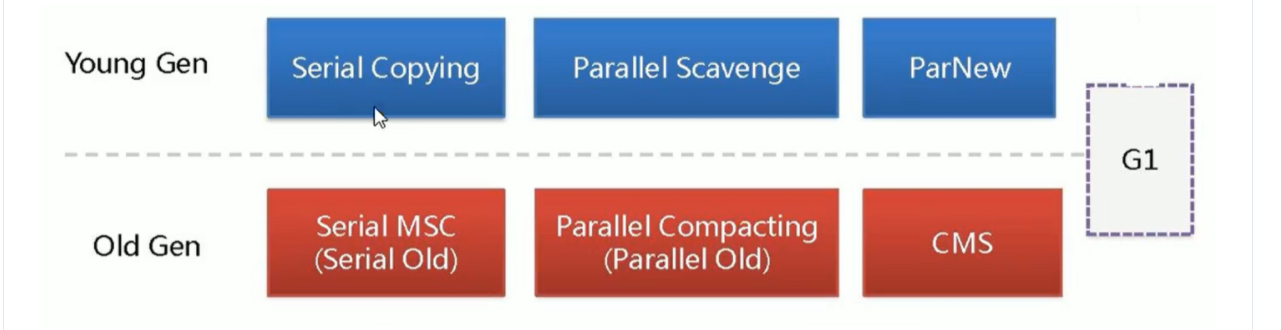 Young Gen
Serial Copying
Parallel Scavenge
ParNew
G1
Old Gen
Serial MSC
(Serial Old)
Parallel Compacting
(Parallel Old)
CMS